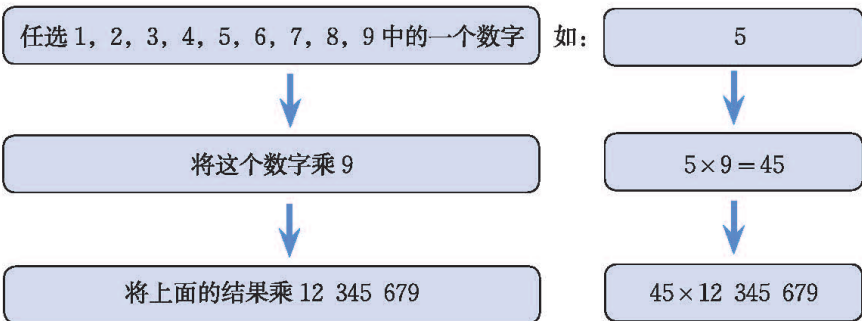 任选 1，2，3，4，5，6，7，8，9 中的一个数字 如： 5
将这个数字乘 9 5×9＝45
将上面的结果乘 12 345 679 45×12 345 679